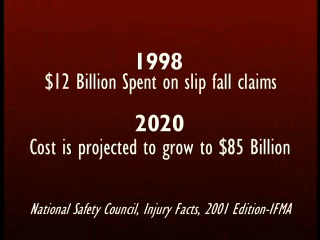 1998
$12 Billion Spent on slip fall claims
2020
Cost is projected to grow to $85 Billion
National Safety Council, Injury Facts, 2001 Edition-IFMA